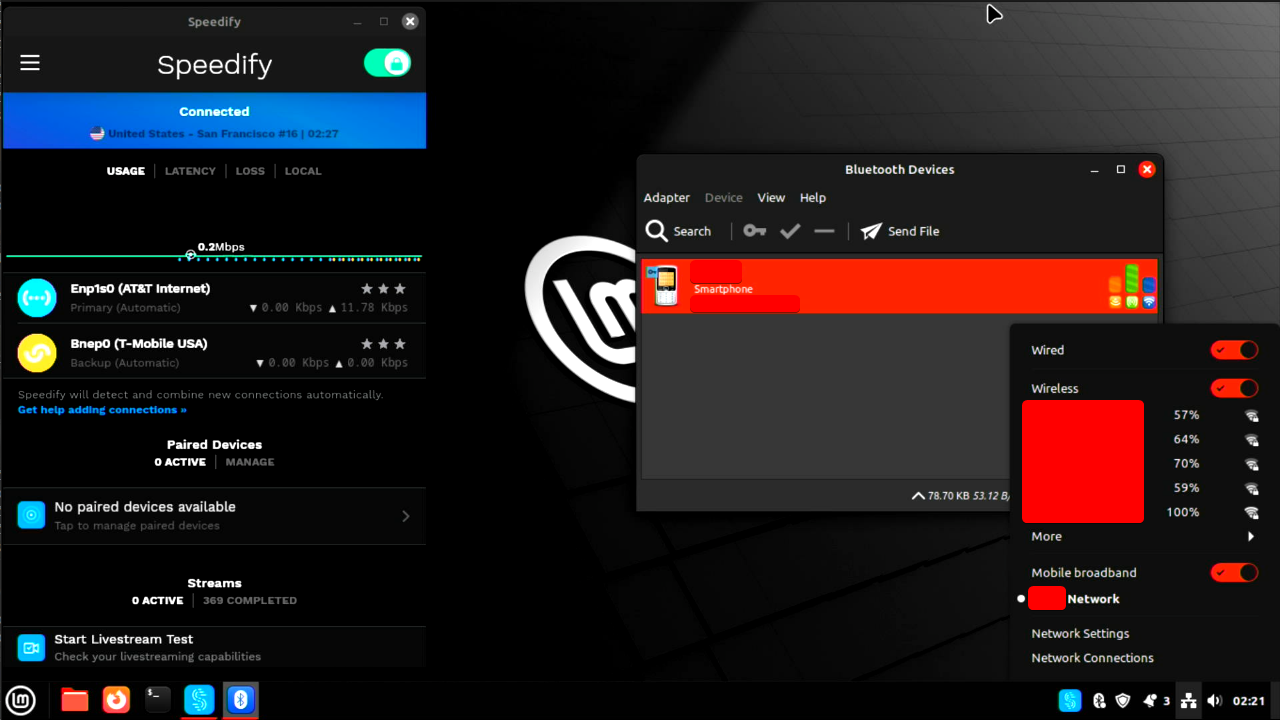 Speedify
Speedify
Connected
United States - San Francisco #16 | 02:27
USAGE | LATENCY | LOSS | LOCAL
0.2Mbps
Enp1s0 (AT&T Internet)
Primary (Automatic) ▼ 0.00 Kbps ▲ 11.78 Kbps
Bnep0 (T-Mobile USA)
Backup (Automatic) ▼ 0.00 Kbps ▲ 0.00 Kbps
Speedify will detect and combine new connections automatically.
Get help adding connections »
Paired Devices
0 ACTIVE | MANAGE
No paired devices available
Tap to manage paired devices
Streams
0 ACTIVE | 369 COMPLETED
Start Livestream Test
Check your livestreaming capabilities
Bluetooth Devices
Adapter Device View Help
Search Send File
Smartphone
78.70 KB 53.12 B/
Wired
Wireless
57%
64%
70%
59%
100%
More
Mobile broadband
Network
Network Settings
Network Connections
3 02:21